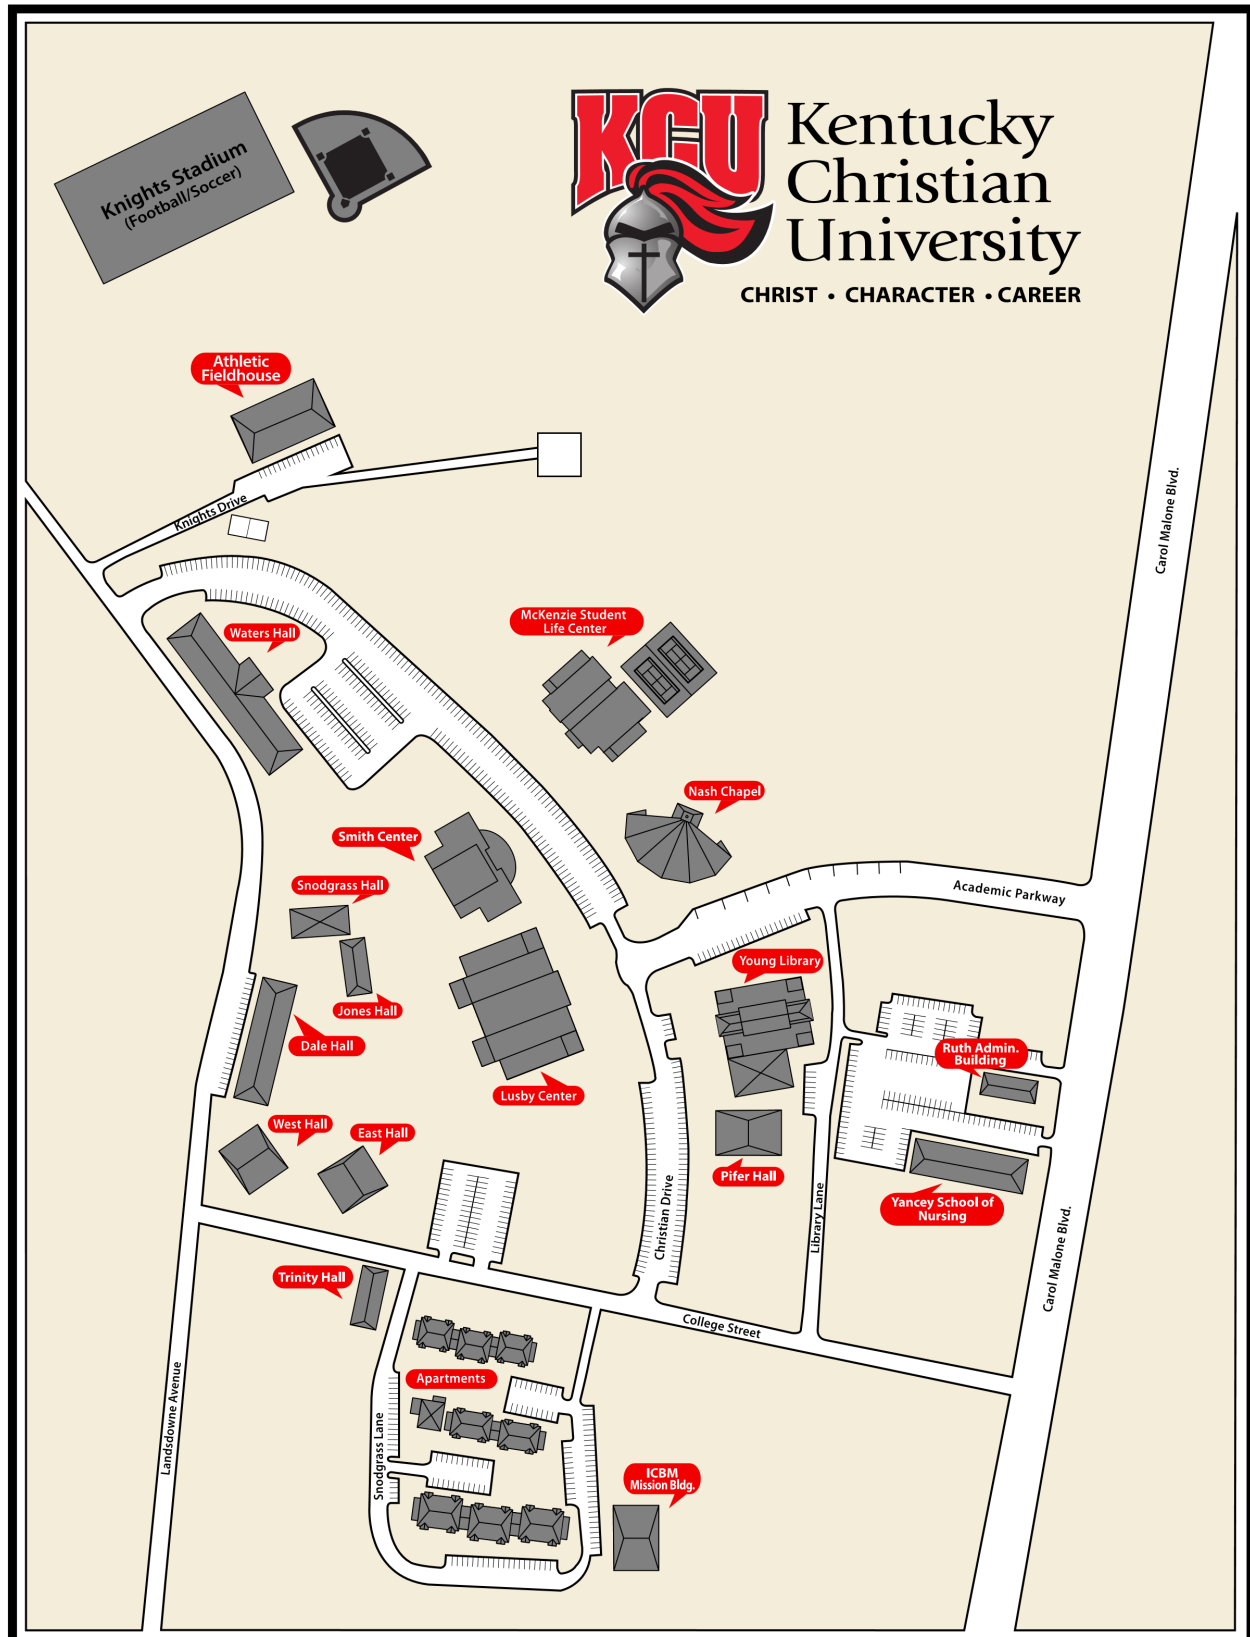 KCU
Kentucky
Christian
University
CHRIST • CHARACTER • CAREER
Knights Stadium
(Football/Soccer)
Athletic
Fieldhouse
Knights Drive
Carol Malone Blvd.
McKenzie Student
Life Center
Waters Hall
Nash Chapel
Smith Center
Snodgrass Hall
Academic Parkway
Young Library
Jones Hall
Dale Hall
Ruth Admin.
Building
Lusby Center
West Hall
East Hall
Pifer Hall
Christian Drive
Library Lane
Yancey School of
Nursing
Carol Malone Blvd.
Trinity Hall
College Street
Apartments
Landsdowne Avenue
Snodgrass Lane
ICBM
Mission Bldg.